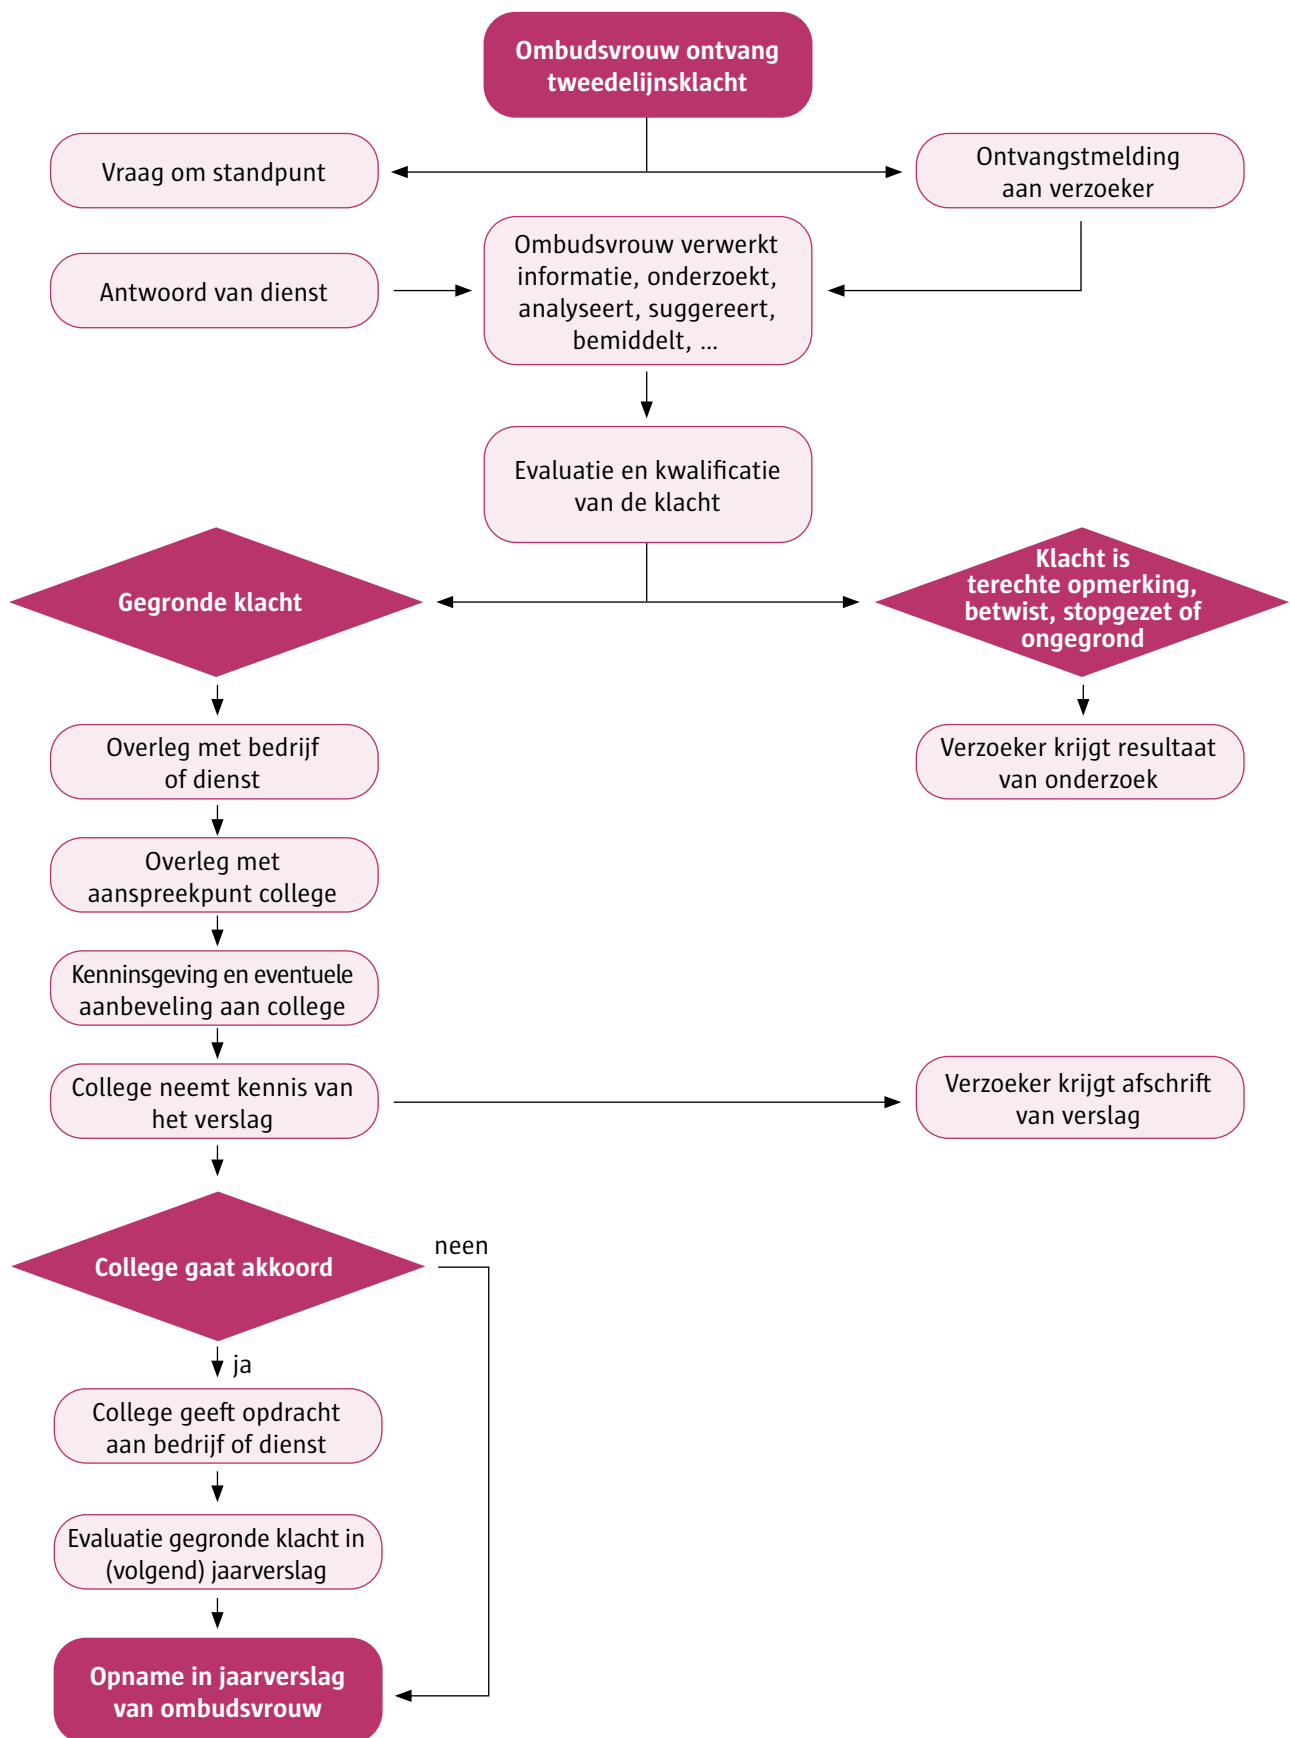 Ombudsvrouw ontvang
tweedelijnsklacht
Vraag om standpunt
Ontvangstmelding
aan verzoeker
Antwoord van dienst
Ombudsvrouw verwerkt
informatie, onderzoekt,
analyseert, suggereert,
bemiddelt, ...
Evaluatie en kwalificatie
van de klacht
Gegronde klacht
Klacht is
terechte opmerking,
betwist, stopgezet of
ongegrond
Overleg met bedrijf
of dienst
Verzoeker krijgt resultaat
van onderzoek
Overleg met
aanspreekpunt college
Kenninsgeving en eventuele
aanbeveling aan college
College neemt kennis van
het verslag
Verzoeker krijgt afschrift
van verslag
College gaat akkoord
neen
ja
College geeft opdracht
aan bedrijf of dienst
Evaluatie gegronde klacht in
(volgend) jaarverslag
Opname in jaarverslag
van ombudsvrouw